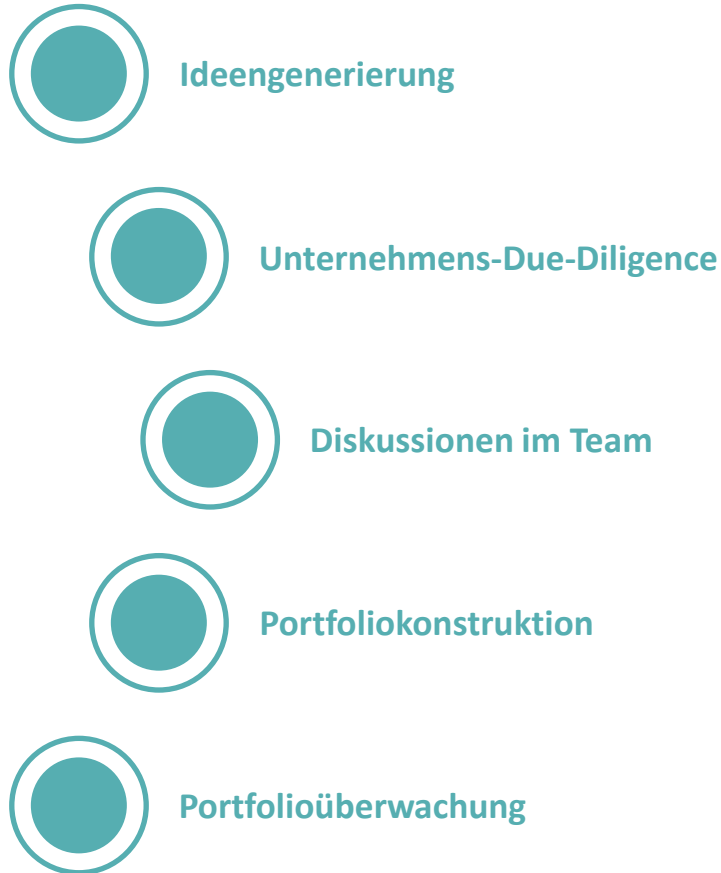 Ideengenerierung
Unternehmens-Due-Diligence
Diskussionen im Team
Portfoliokonstruktion
Portfolioüberwachung